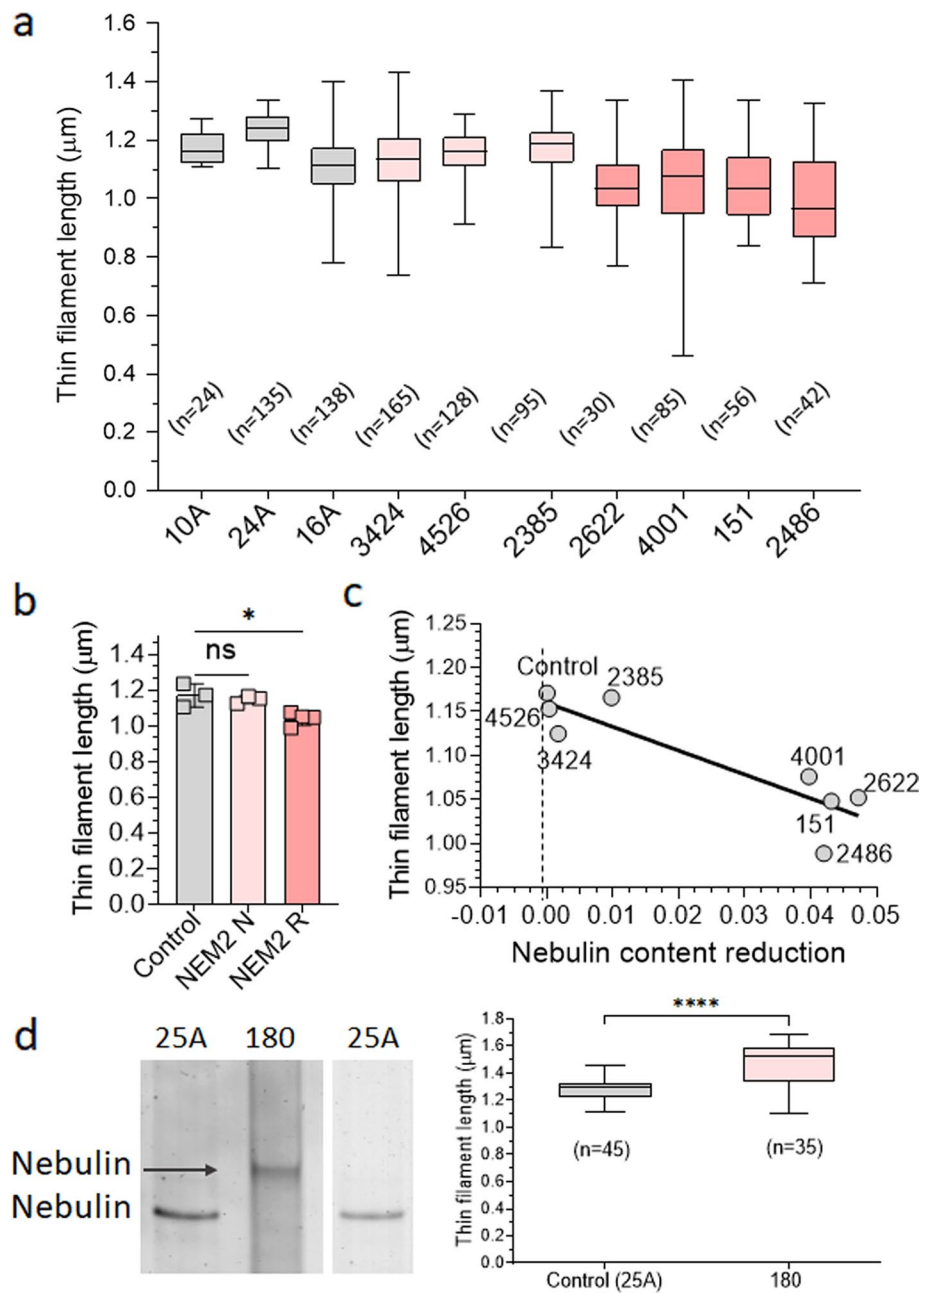 a
Thin filament length (µm)
1.6
1.4
1.2
1.0
0.8
0.6
0.4
0.2
0.0
(n=24) (n=135) (n=138) (n=165) (n=128) (n=95) (n=30) (n=85) (n=56) (n=42)
10A 24A 16A 3424 4526 2385 2622 4001 151 2486
b
Thin filament length (µm)
1.4
1.2
1.0
0.8
0.6
0.4
0.2
0.0
*
ns
Control NEM2 N NEM2 R
c
Thin filament length (µm)
1.25
1.20
1.15
1.10
1.05
1.00
0.95
Control
2385
4526
3424
4001
2622
151
2486
-0.01 0.00 0.01 0.02 0.03 0.04 0.05
Nebulin content reduction
d
25A 180 25A
Nebulin
Nebulin
Thin filament length (µm)
1.8
1.6
1.4
1.2
1.0
0.8
0.6
0.4
0.2
0.0
****
(n=45) (n=35)
Control (25A) 180